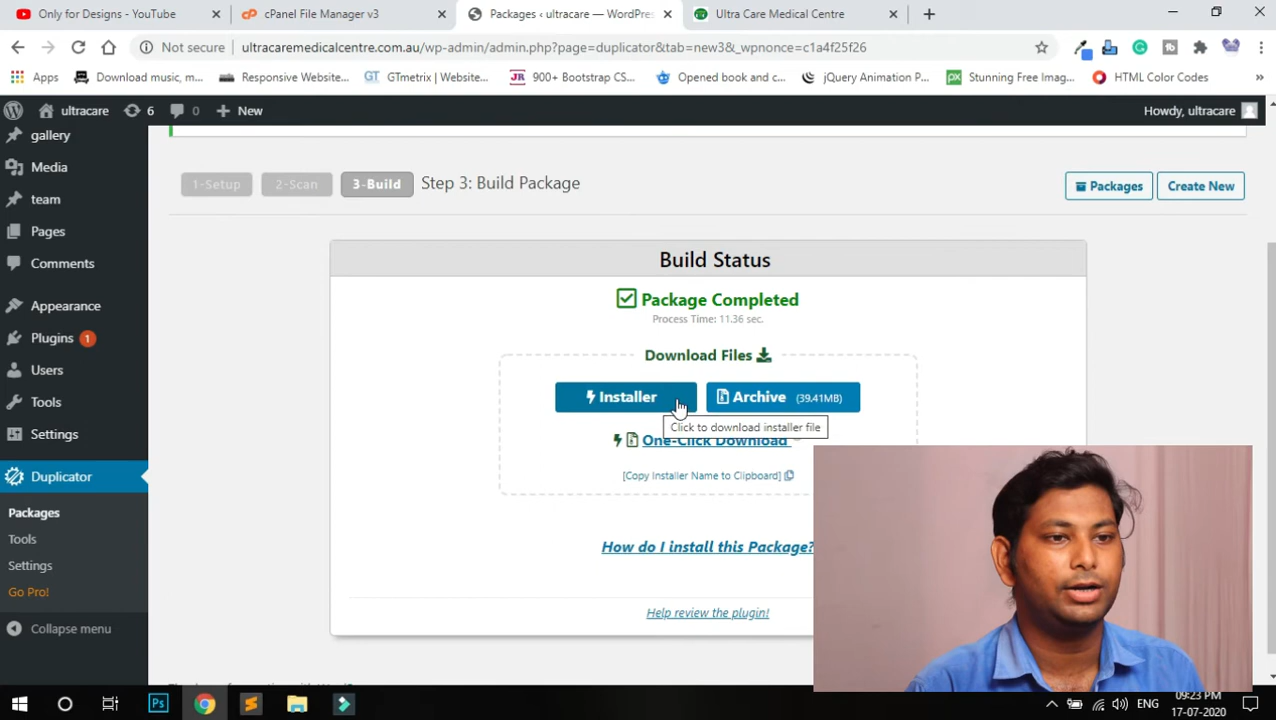 Only for Designs - YouTube
cPanel File Manager v3
Packages ‹ ultracare — WordPres
Ultra Care Medical Centre
Not secure
ultracaremedicalcentre.com.au/wp-admin/admin.php?page=duplicator&tab=new3&_wpnonce=c1a4f25f26
Apps
Download music, m...
Responsive Website...
GT
GTmetrix | Website...
JR
900+ Bootstrap CS...
Opened book and c...
jQuery Animation P...
px
Stunning Free Imag...
HTML Color Codes
»
ultracare
6
0
New
Howdy, ultracare
gallery
Media
team
Pages
Comments
Appearance
Plugins 1
Users
Tools
Settings
Duplicator
Packages
Tools
Settings
Go Pro!
Collapse menu
1-Setup
2-Scan
3-Build
Step 3: Build Package
Packages
Create New
Build Status
Package Completed
Process Time: 11.36 sec.
Download Files
Installer
Archive (39.41MB)
Click to download installer file
One-Click Download
[Copy Installer Name to Clipboard]
How do I install this Package?
Help review the plugin!
Ps
ENG
09:23 PM
17-07-2020